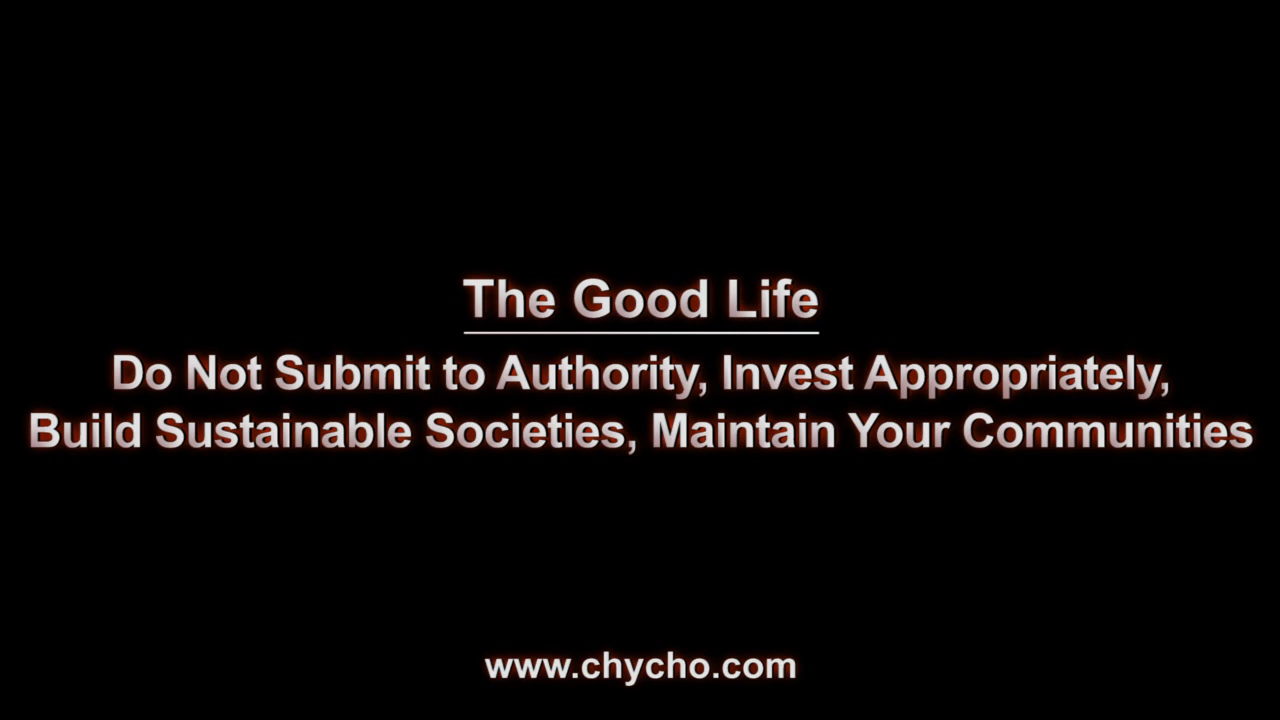 The Good Life
Do Not Submit to Authority, Invest Appropriately,
Build Sustainable Societies, Maintain Your Communities
www.chycho.com